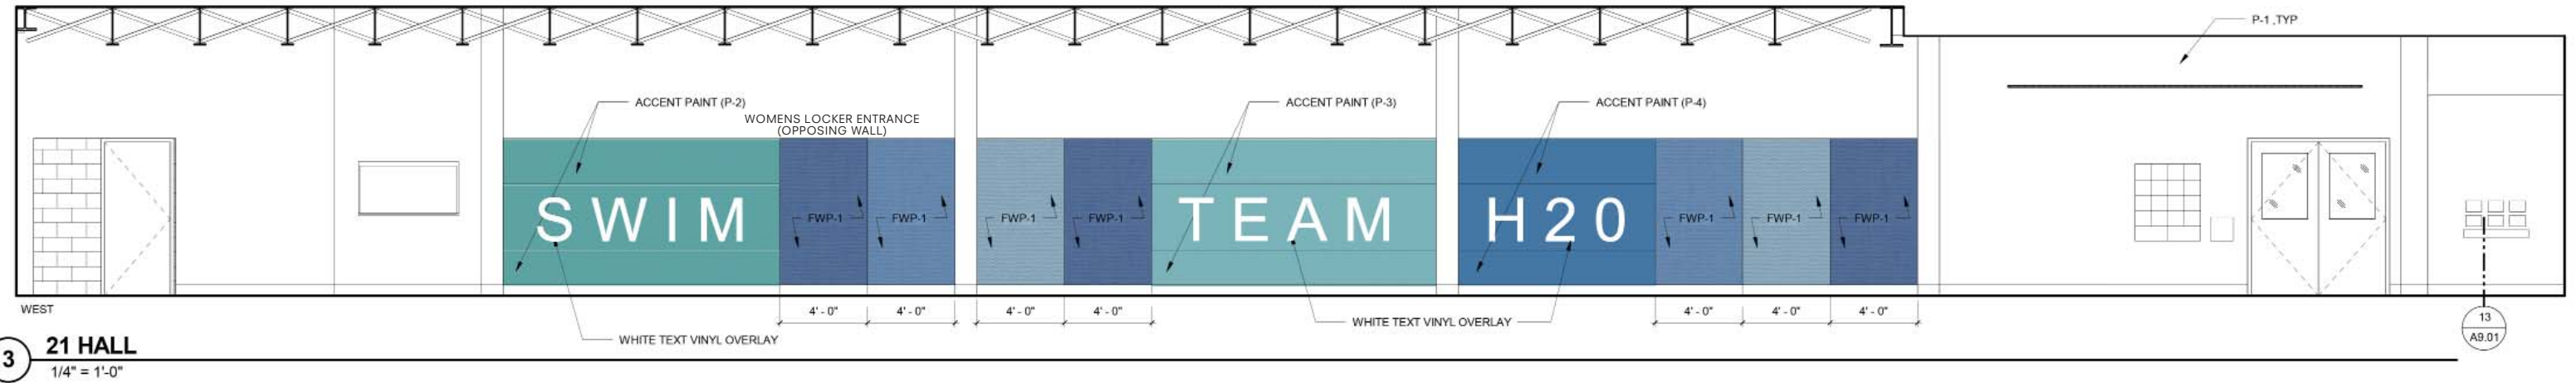 P-1 ,TYP
ACCENT PAINT (P-2)
ACCENT PAINT (P-3)
ACCENT PAINT (P-4)
WOMENS LOCKER ENTRANCE
(OPPOSING WALL)
SWIM
FWP-1
FWP-1
FWP-1
FWP-1
TEAM
H20
FWP-1
FWP-1
FWP-1
WEST
4' - 0"
4' - 0"
4' - 0"
4' - 0"
4' - 0"
4' - 0"
4' - 0"
WHITE TEXT VINYL OVERLAY
WHITE TEXT VINYL OVERLAY
13
A9.01
3
21 HALL
1/4" = 1'-0"